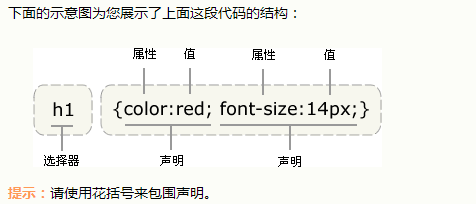 下面的示意图为您展示了上面这段代码的结构：
属性 值 属性 值
h1 {color:red; font-size:14px;}
选择器 声明 声明
提示：请使用花括号来包围声明。